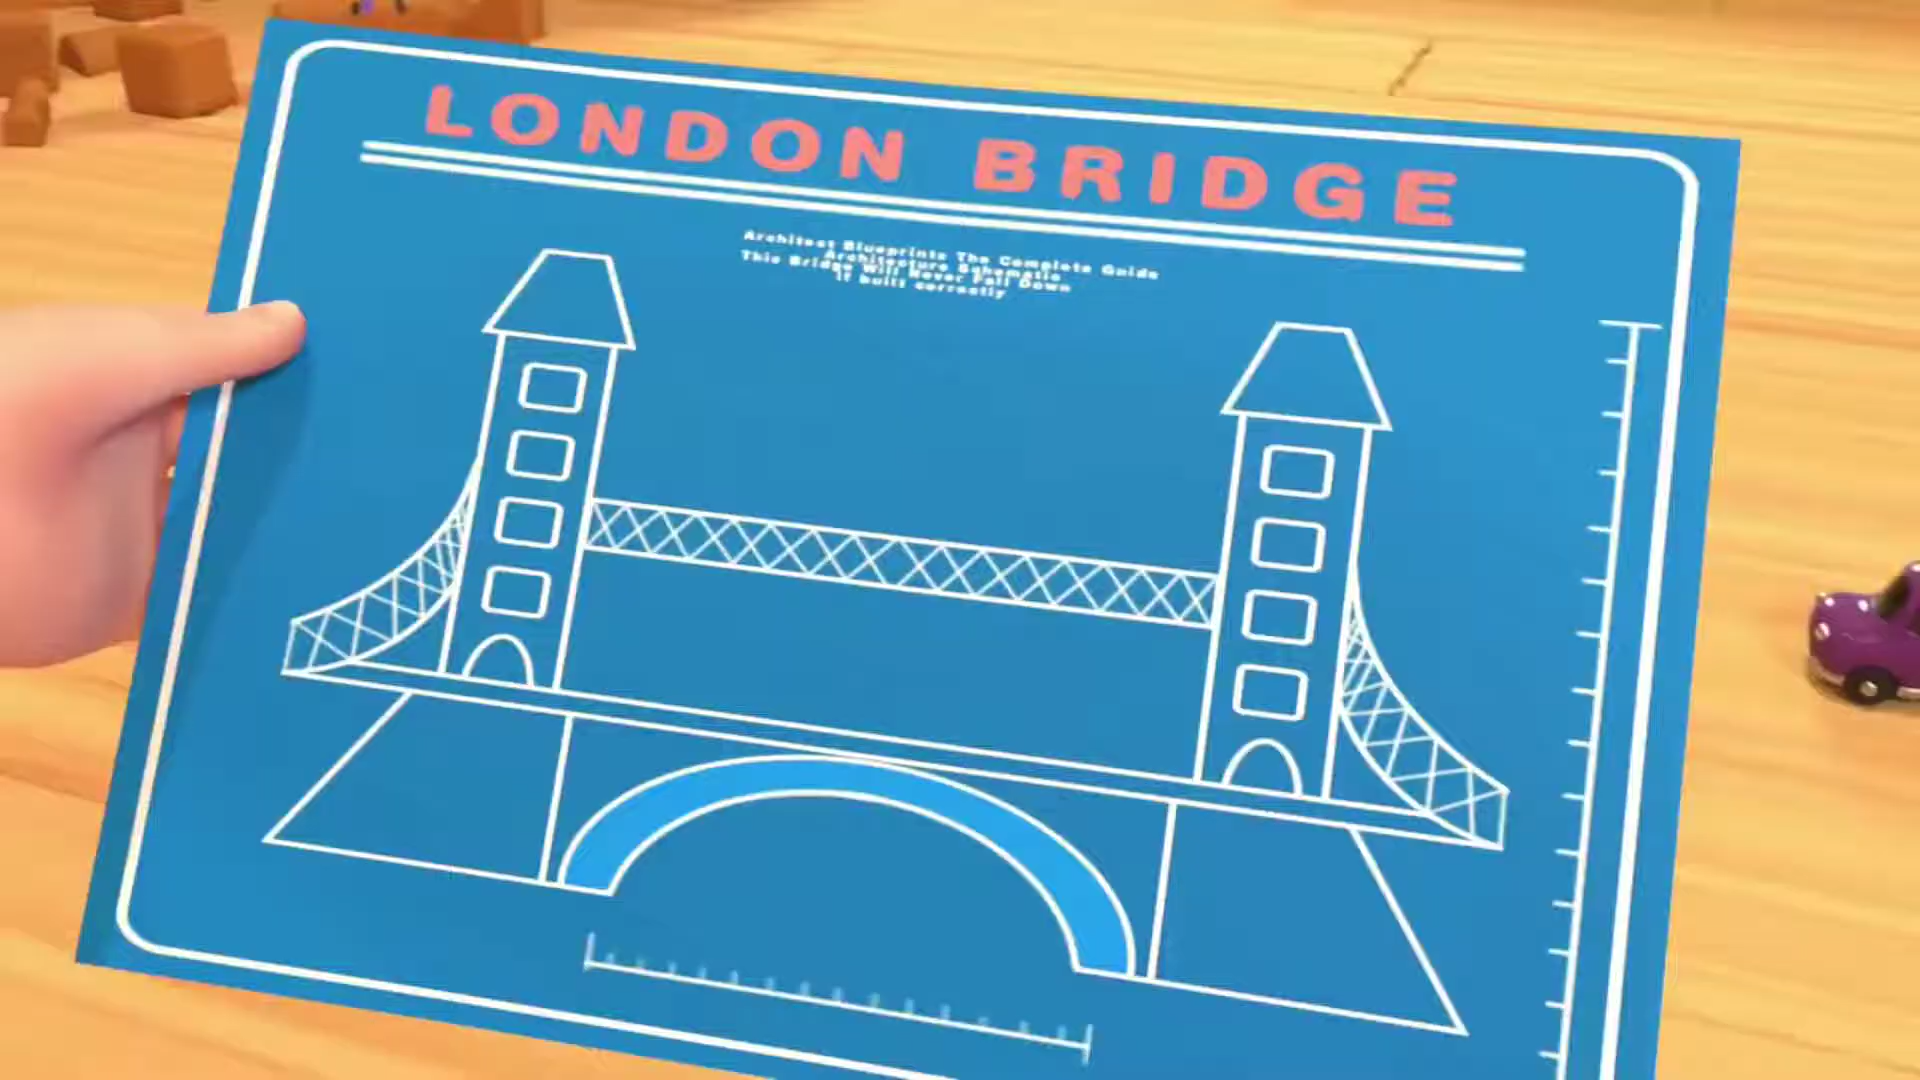 LONDON BRIDGE
Architect Blueprints The Complete Guide
Architecture Schematic
This Bridge Will Never Fall Down
If built correctly